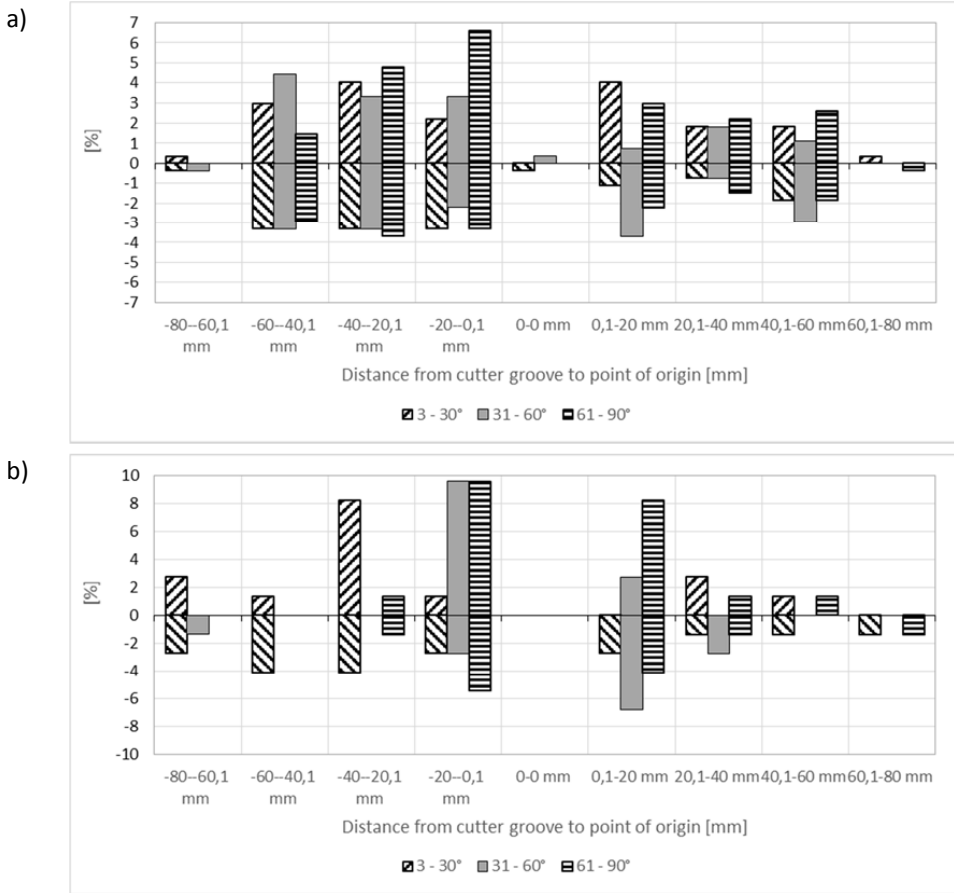 a)
7
6
5
4
3
2
1
0
-1
-2
-3
-4
-5
-6
-7
[%]
-80--60,1 mm
-60--40,1 mm
-40--20,1 mm
-20--0,1 mm
0-0 mm
0,1-20 mm
20,1-40 mm
40,1-60 mm
60,1-80 mm
Distance from cutter groove to point of origin [mm]
3 - 30° 31 - 60° 61 - 90°
b)
10
8
6
4
2
0
-2
-4
-6
-8
-10
[%]
-80--60,1 mm
-60--40,1 mm
-40--20,1 mm
-20--0,1 mm
0-0 mm
0,1-20 mm
20,1-40 mm
40,1-60 mm
60,1-80 mm
Distance from cutter groove to point of origin [mm]
3 - 30° 31 - 60° 61 - 90°